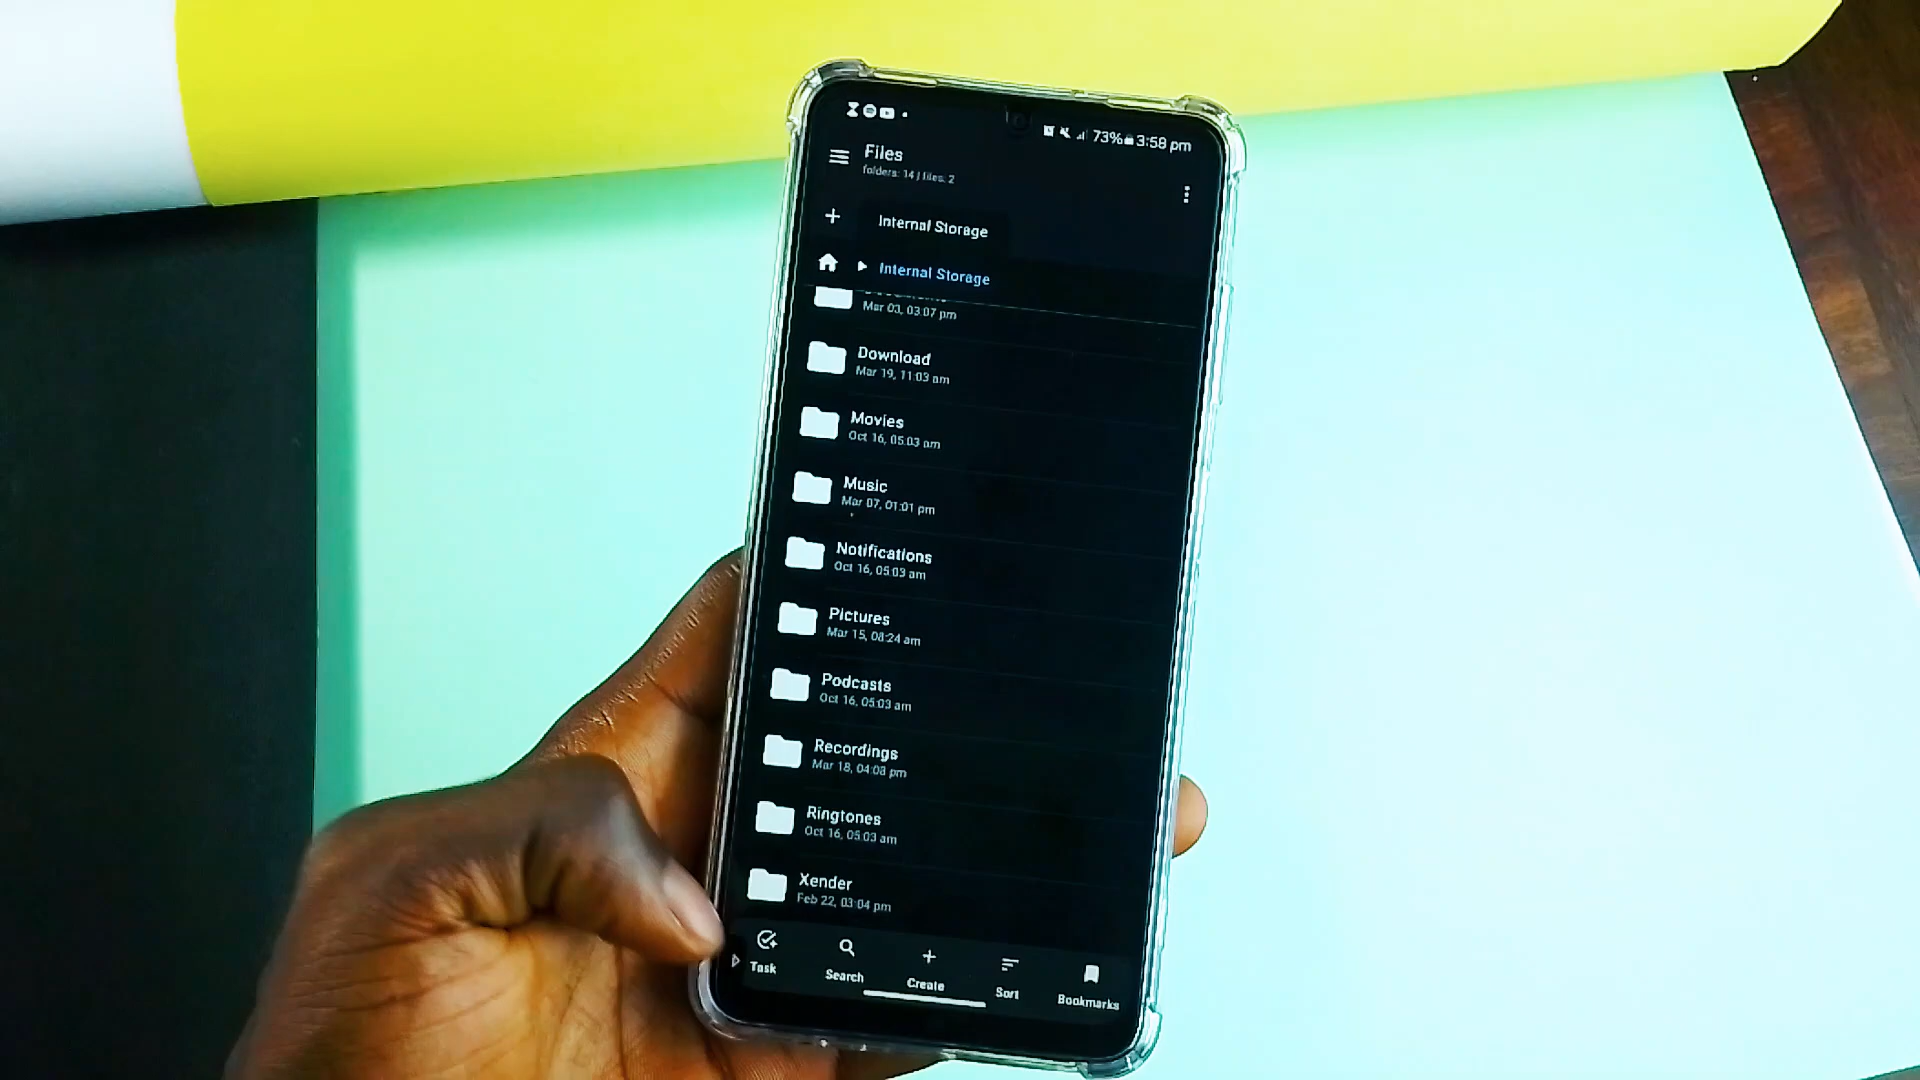 73% 3:58 pm
Files
folders: 14 / files: 2
Internal Storage
Internal Storage
Mar 03, 03:07 pm
Download
Mar 19, 11:03 am
Movies
Oct 16, 05:03 am
Music
Mar 07, 01:01 pm
Notifications
Oct 16, 05:03 am
Pictures
Mar 15, 08:24 am
Podcasts
Oct 16, 05:03 am
Recordings
Mar 18, 04:08 pm
Ringtones
Oct 16, 05:03 am
Xender
Feb 22, 03:04 pm
Task
Search
Create
Sort
Bookmarks